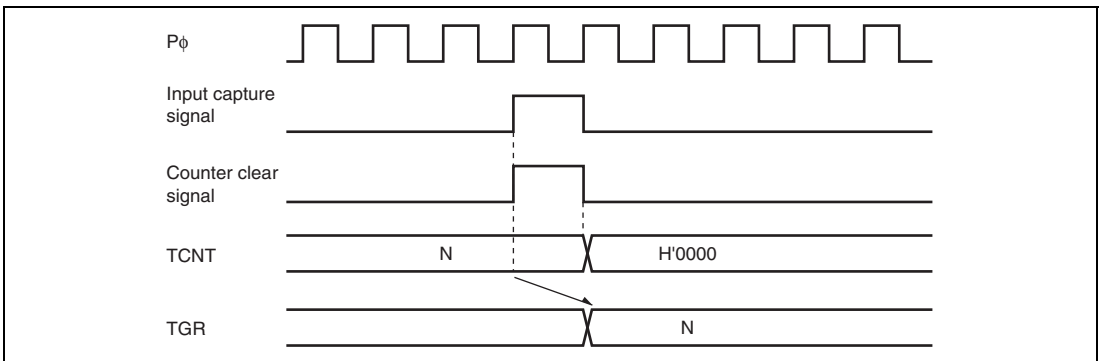 Pϕ
Input capture
signal
Counter clear
signal
TCNT
N
H'0000
TGR
N